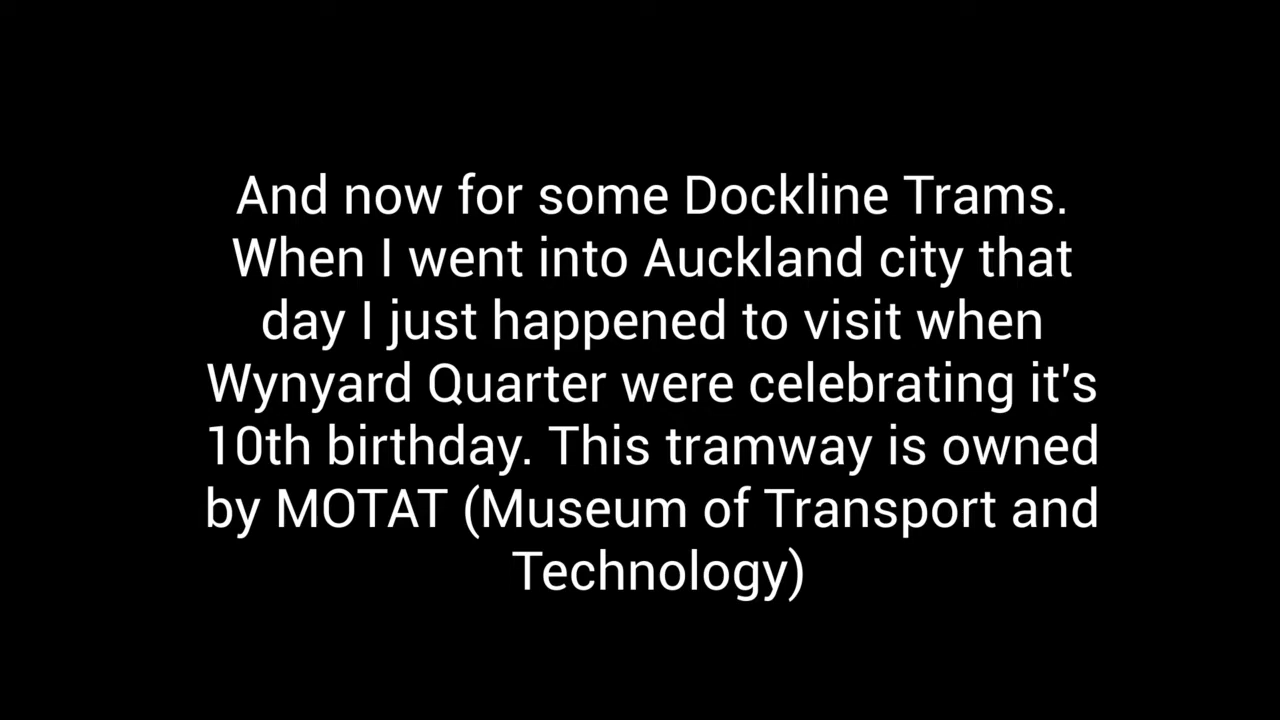 And now for some Dockline Trams.
When I went into Auckland city that
day I just happened to visit when
Wynyard Quarter were celebrating it's
10th birthday. This tramway is owned
by MOTAT (Museum of Transport and
Technology)